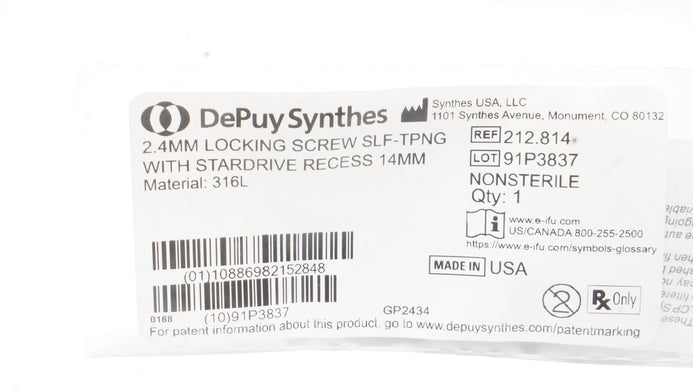 DePuy Synthes
Synthes USA, LLC
1101 Synthes Avenue, Monument, CO 80132
2.4MM LOCKING SCREW SLF-TPNG
WITH STARDRIVE RECESS 14MM
Material: 316L
REF 212.814
LOT 91P3837
NONSTERILE
Qty: 1
www.e-ifu.com
US/CANADA 800-255-2500
https://www.e-ifu.com/symbols-glossary
MADE IN USA
(01)10886982152848
(10)91P3837
0168
GP2434
2
Rx Only
For patent information about this product, go to www.depuysynthes.com/patentmarking